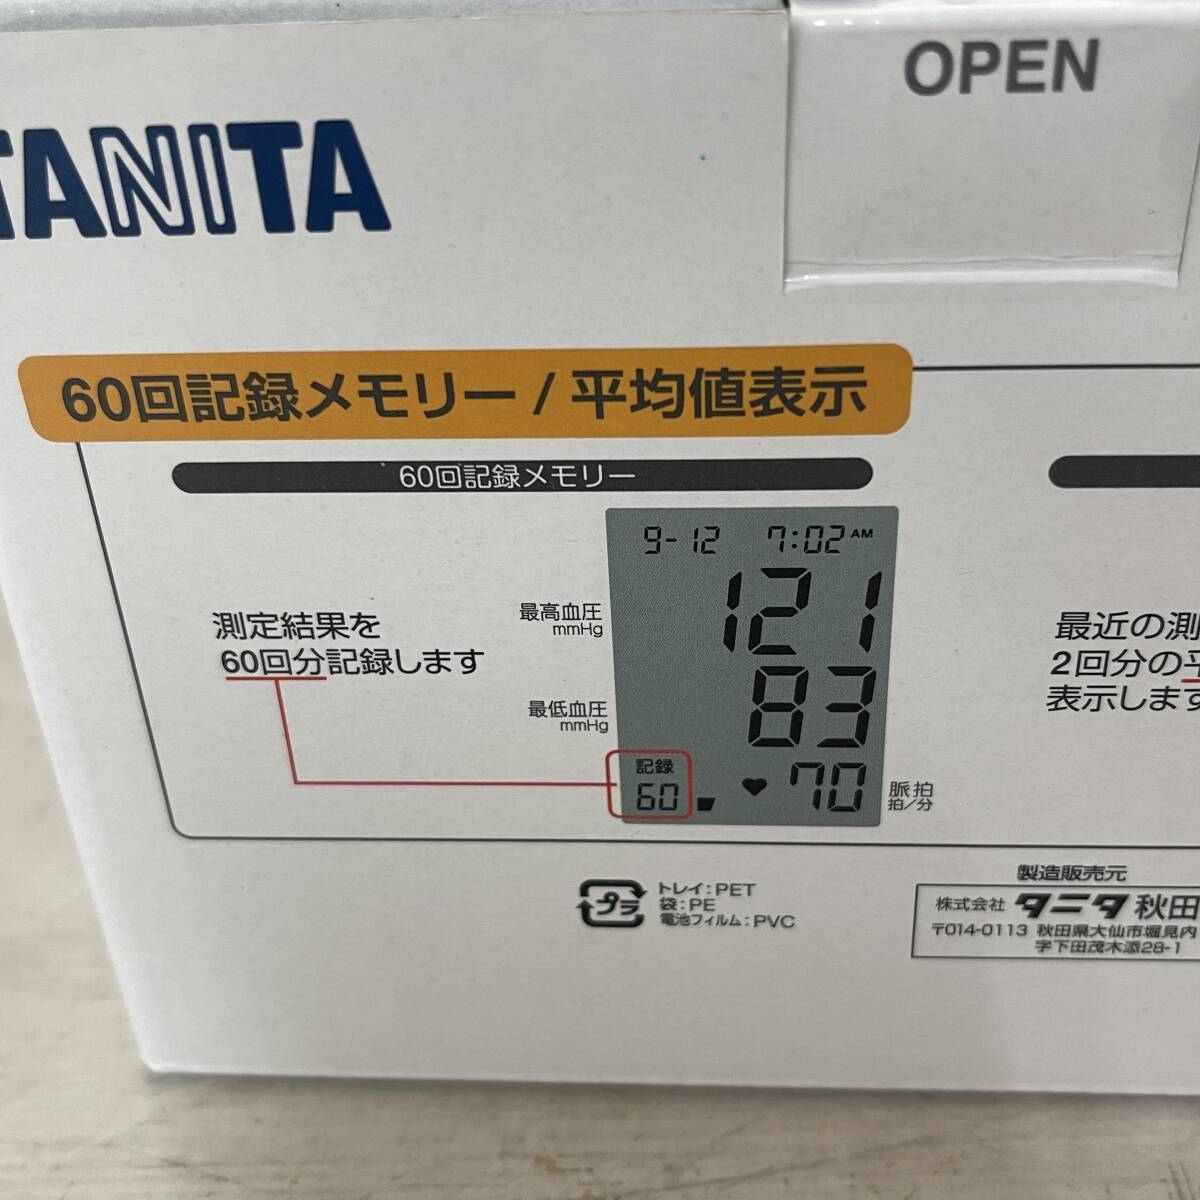 OPEN
TANITA
60回記録メモリー / 平均値表示
60回記録メモリー
9-12 7:02 AM
測定結果を
60回分記録します
最高血圧
mmHg
121
最低血圧
mmHg
83
記録
60
70
脈拍
拍/分
最近の測
2回分の平
表示します
プラ
トレイ:PET
袋:PE
電池フィルム:PVC
製造販売元
株式会社 タニタ 秋田
〒014-0113 秋田県大仙市堀見内
字下田茂木添28-1